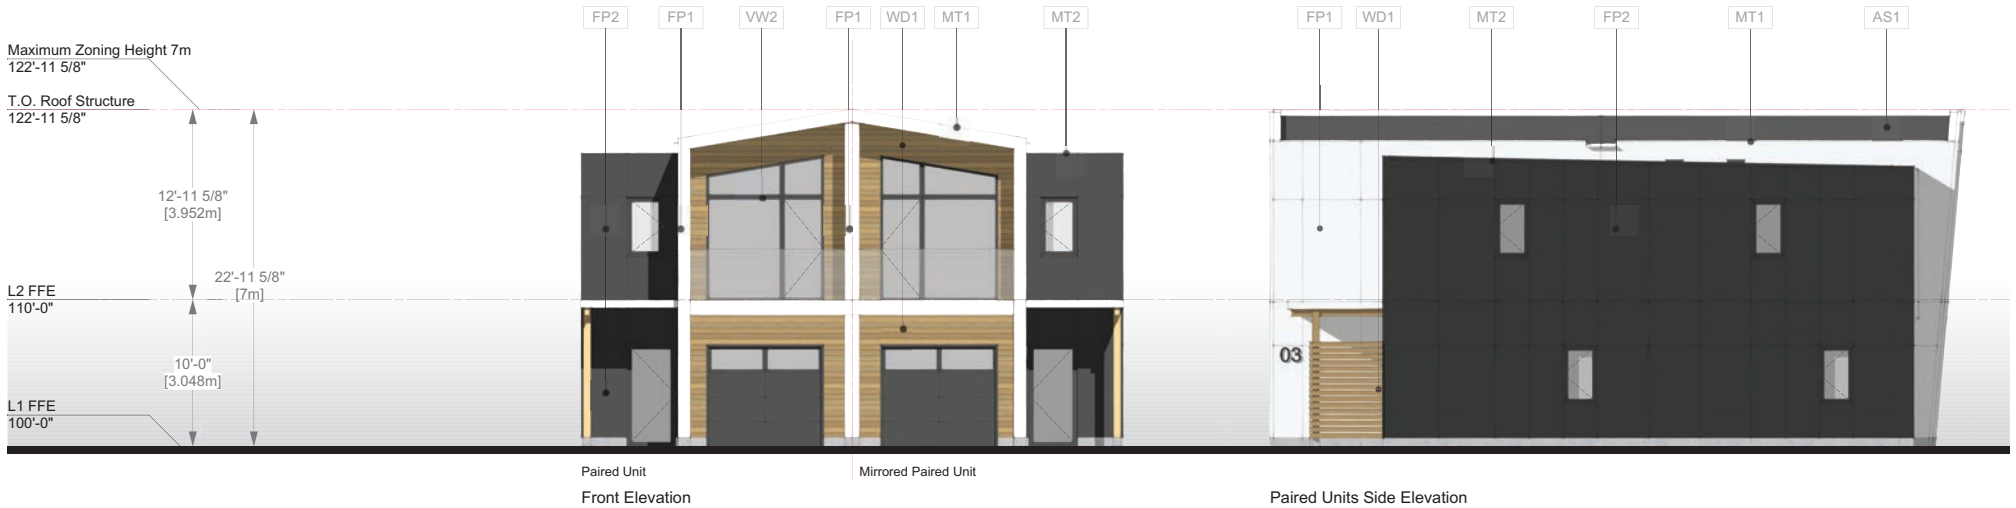 FP2
FP1
VW2
FP1
WD1
MT1
MT2
FP1
WD1
MT2
FP2
MT1
AS1
Maximum Zoning Height 7m
122'-11 5/8"
T.O. Roof Structure
122'-11 5/8"
12'-11 5/8"
[3.952m]
22'-11 5/8"
[7m]
L2 FFE
110'-0"
10'-0"
[3.048m]
L1 FFE
100'-0"
03
Paired Unit
Mirrored Paired Unit
Front Elevation
Paired Units Side Elevation